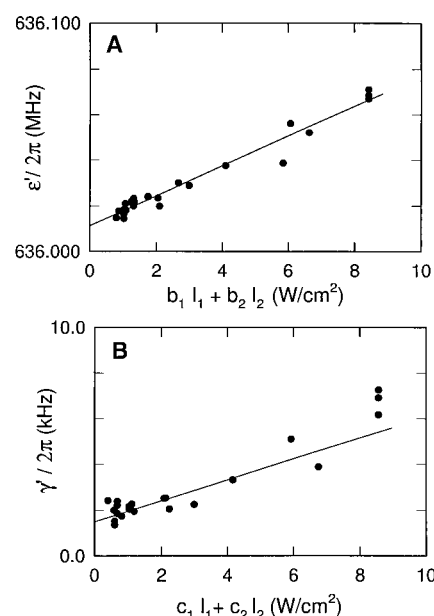 636.100
A
ε'/ 2π (MHz)
636.000
0 2 4 6 8 10
b₁ I₁ + b₂ I₂ (W/cm²)
10.0
B
γ'/ 2π (kHz)
0.0
0 2 4 6 8 10
c₁ I₁ + c₂ I₂ (W/cm²)